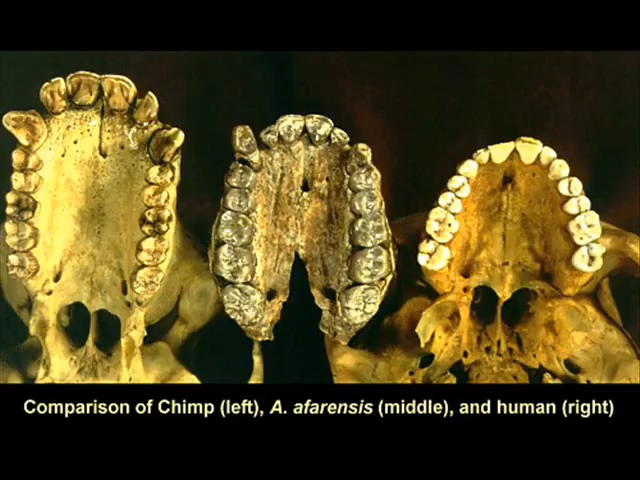 Comparison of Chimp (left), A. afarensis (middle), and human (right)